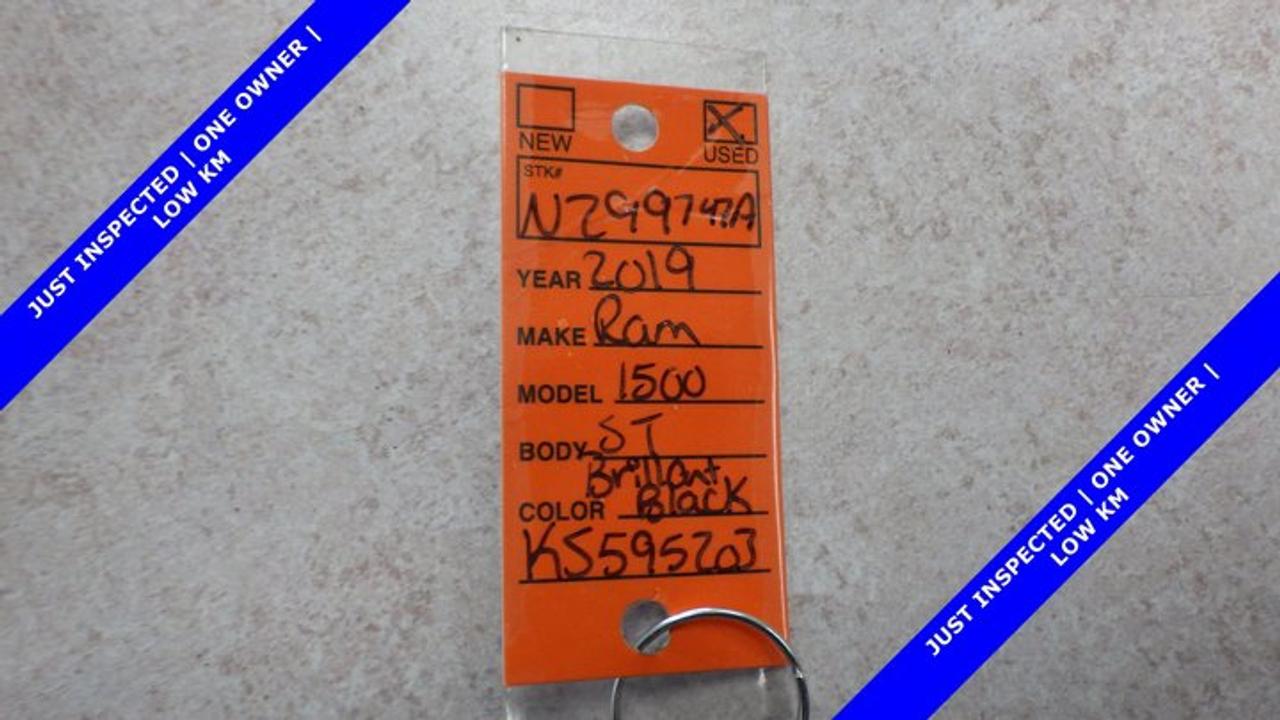 JUST INSPECTED | ONE OWNER |
LOW KM
NEW
USED
STK#
NZ99747A
YEAR 2019
MAKE Ram
MODEL 1500
BODY ST
Brillant
COLOR Black
KS595203
JUST INSPECTED | ONE OWNER |
LOW KM